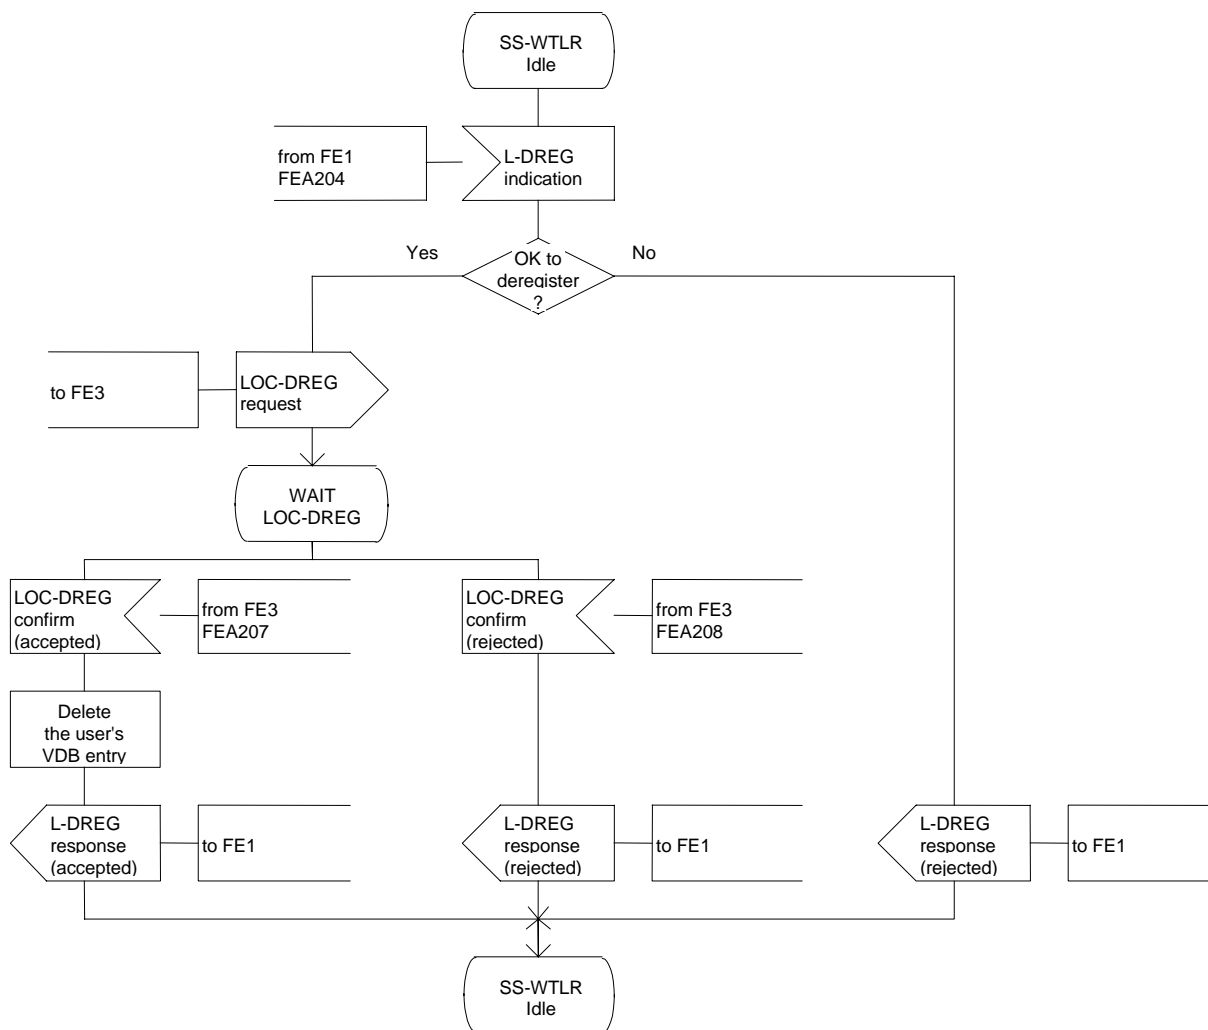 SS-WTLR
Idle
from FE1
FEA204
L-DREG
indication
Yes
OK to
deregister
?
No
to FE3
LOC-DREG
request
WAIT
LOC-DREG
LOC-DREG
confirm
(accepted)
from FE3
FEA207
LOC-DREG
confirm
(rejected)
from FE3
FEA208
Delete
the user's
VDB entry
L-DREG
response
(accepted)
to FE1
L-DREG
response
(rejected)
to FE1
L-DREG
response
(rejected)
to FE1
SS-WTLR
Idle